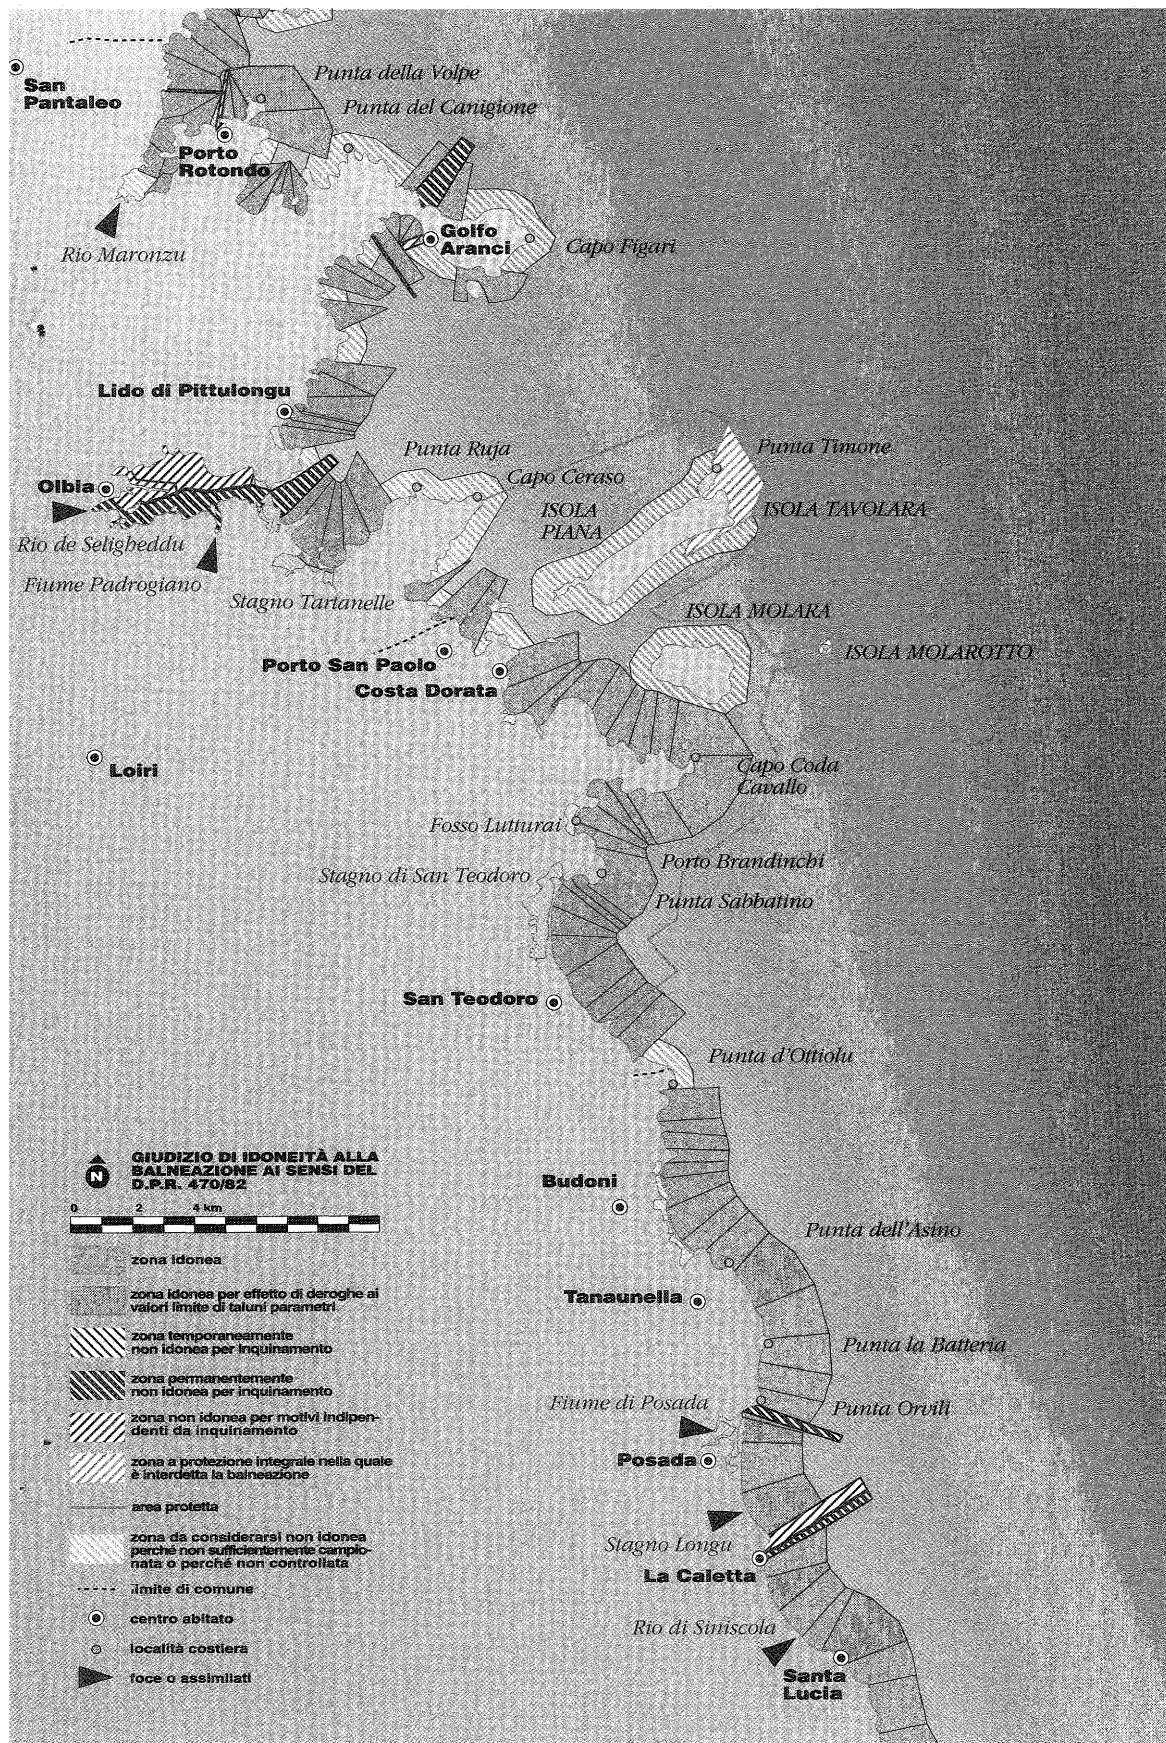 Punta della Volpe
San
Pantaleo
Punta del Canigione
Porto
Rotondo
Rio Maronzu
Golfo
Aranci
Capo Figari
Lido di Pittulongu
Punta Ruja
Punta Timone
Capo Ceraso
Olbia
ISOLA
PIANA
ISOLA TAVOLARA
Rio de Seligheddu
Fiume Padrogiano
Stagno Tartanelle
ISOLA MOLARA
ISOLA MOLAROTTO
Porto San Paolo
Costa Dorata
Loiri
Capo Coda
Cavallo
Fosso Lutturai
Porto Brandinchi
Stagno di San Teodoro
Punta Sabbatino
San Teodoro
Punta d'Ottiolu
N
GIUDIZIO DI IDONEITÀ ALLA
BALNEAZIONE AI SENSI DEL
D.P.R. 470/82
0 2 4 km
zona idonea
zona idonea per effetto di deroghe ai
valori limite di taluni parametri
zona temporaneamente
non idonea per inquinamento
zona permanentemente
non idonea per inquinamento
zona non idonea per motivi indipen-
denti da inquinamento
zona a protezione integrale nella quale
è interdetta la balneazione
area protetta
zona da considerarsi non idonea
perché non sufficientemente campio-
nata o perché non controllata
limite di comune
centro abitato
località costiera
foce o assimilati
Budoni
Punta dell'Asino
Tanaunella
Punta la Batteria
Fiume di Posada
Punta Orvili
Posada
Stagno Longu
La Caletta
Rio di Siniscola
Santa
Lucia